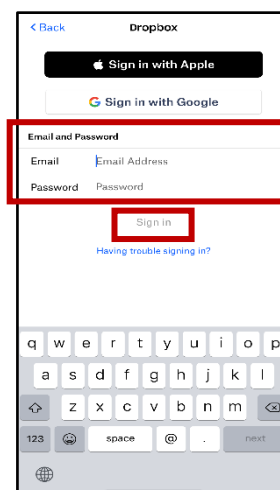 < Back Dropbox
Sign in with Apple
G Sign in with Google
Email and Password
Email Email Address
Password Password
Sign in
Having trouble signing in?
q w e r t y u i o p
a s d f g h j k l
z x c v b n m
123 space @ . next